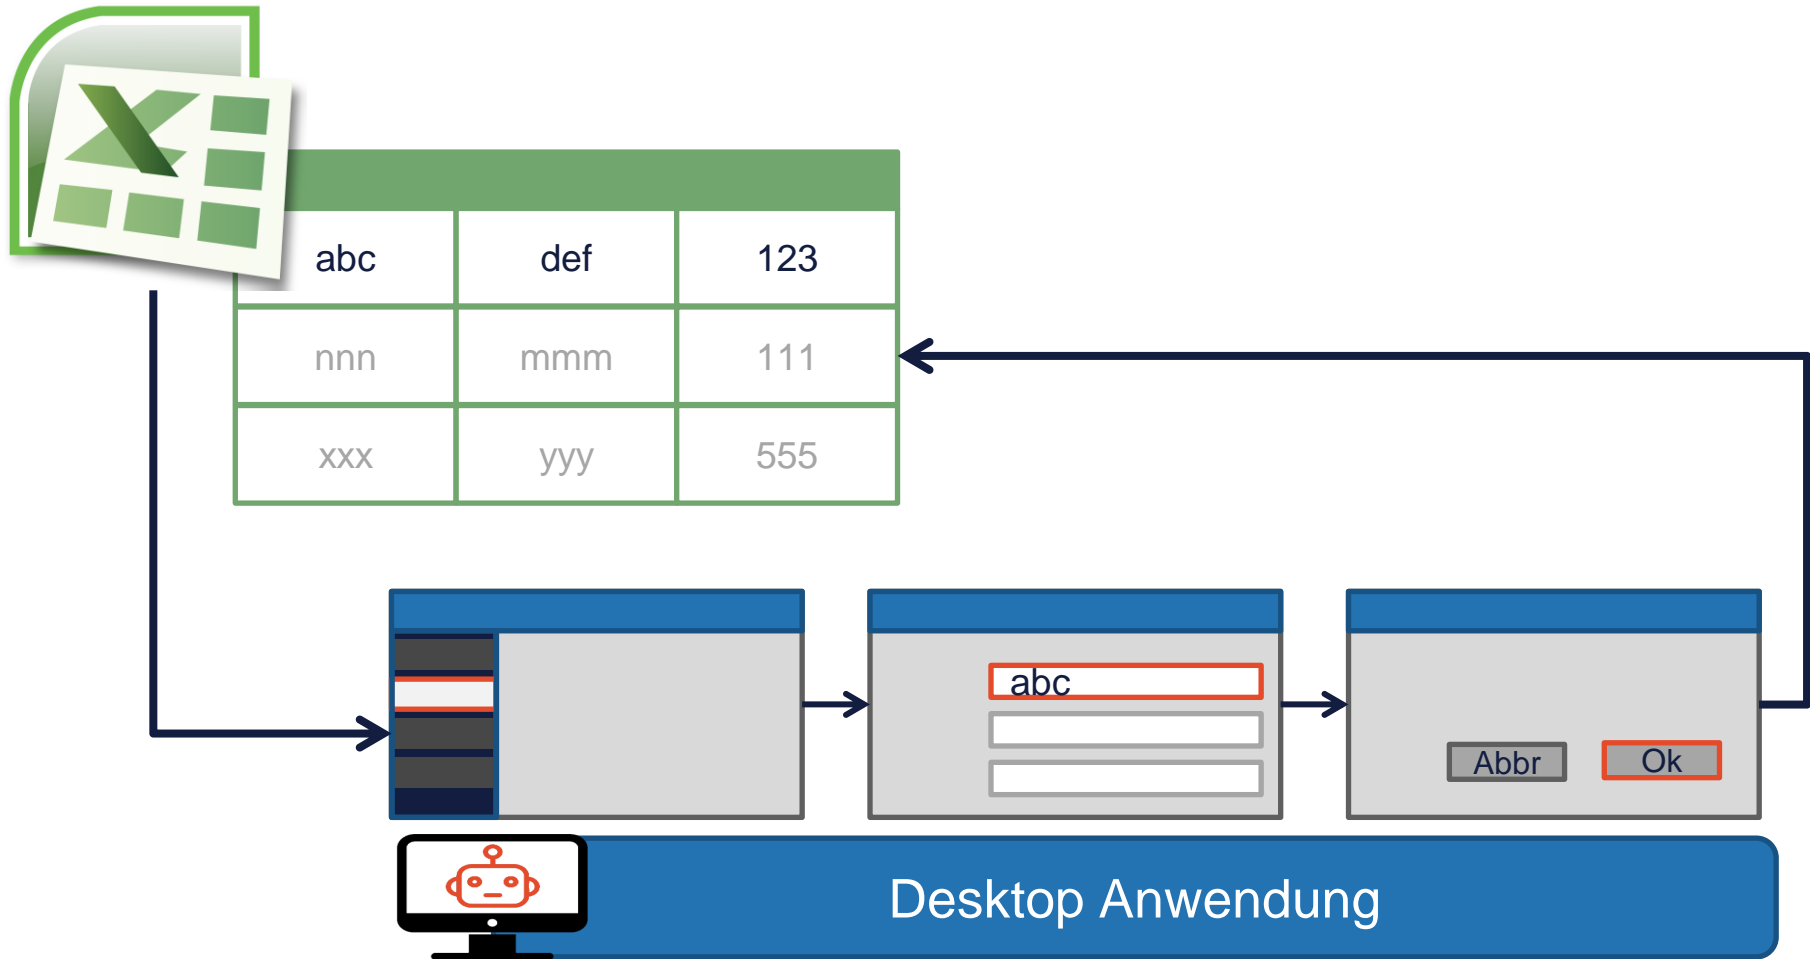 abc def 123
nnn mmm 111
xxx yyy 555
abc
Abbr Ok
Desktop Anwendung